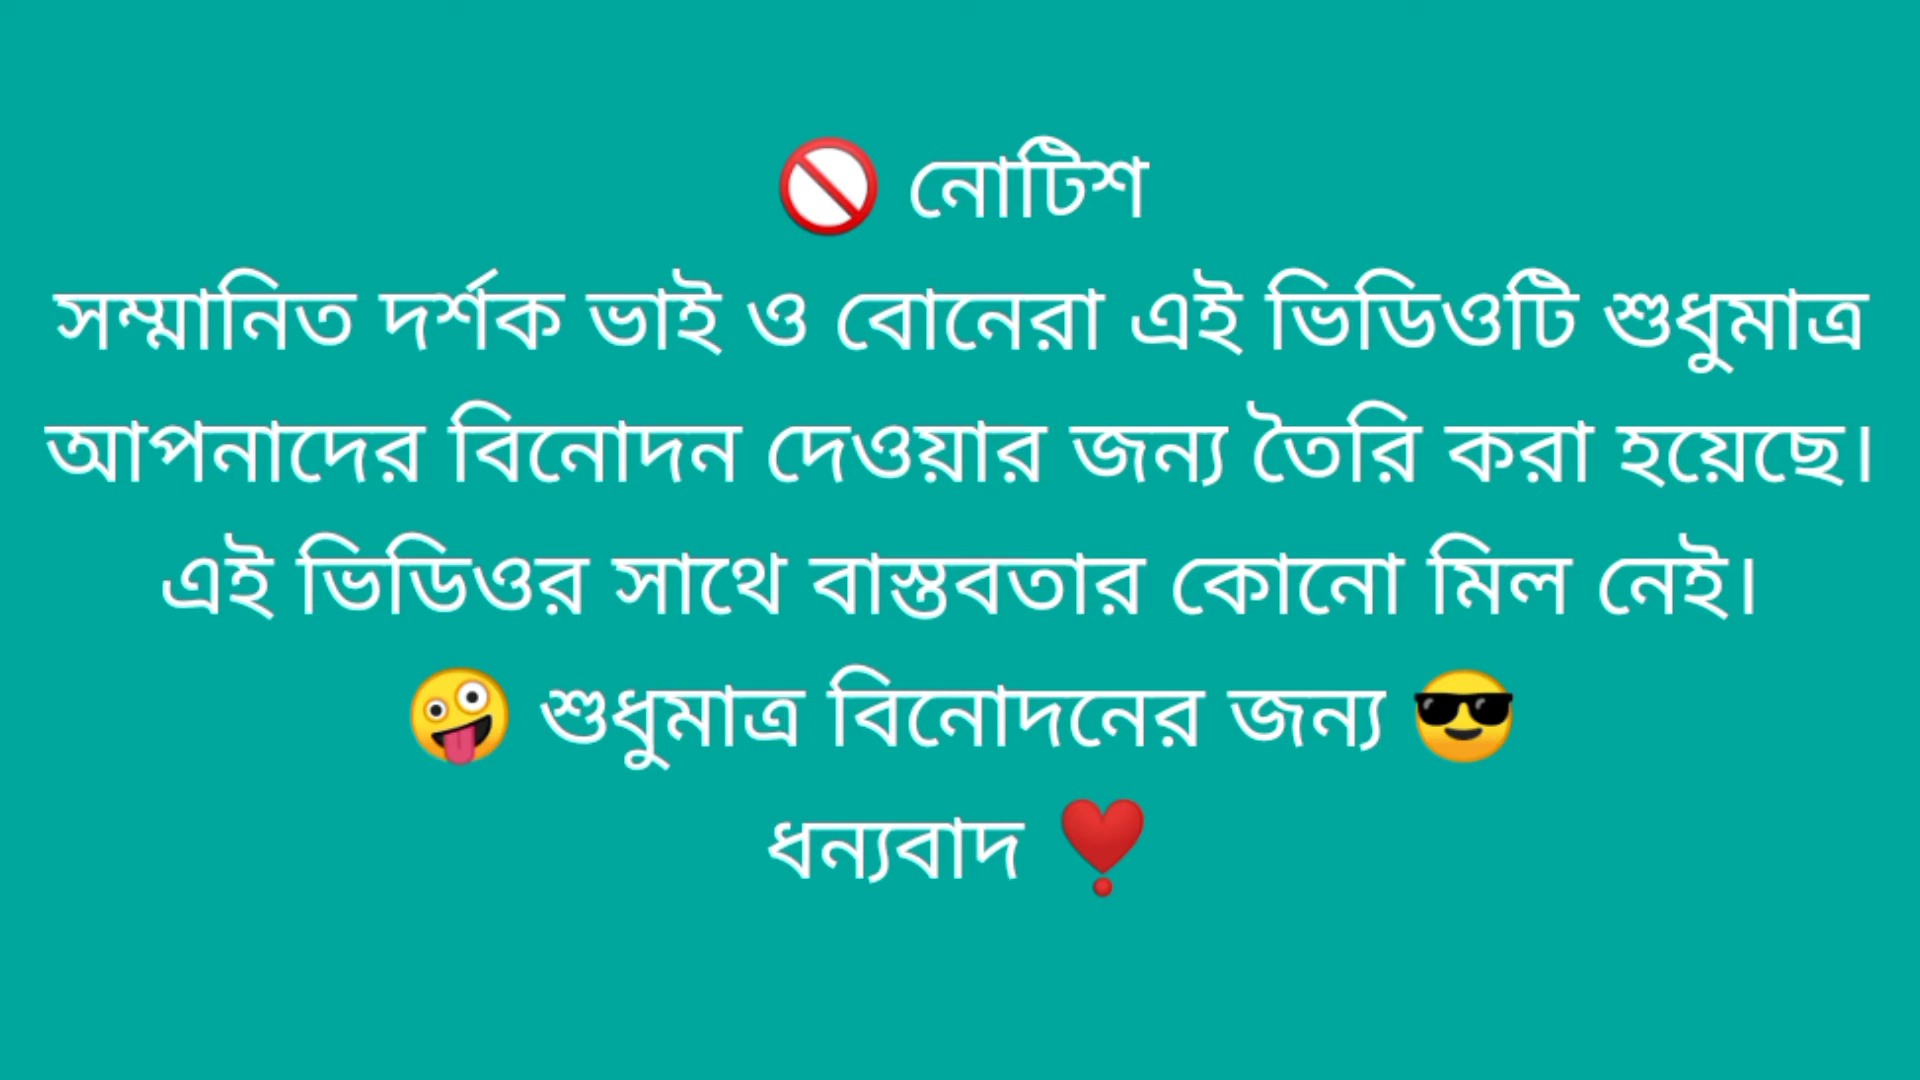 🚫 নোটিশ
সম্মানিত দর্শক ভাই ও বোনেরা এই ভিডিওটি শুধুমাত্র
আপনাদের বিনোদন দেওয়ার জন্য তৈরি করা হয়েছে।
এই ভিডিওর সাথে বাস্তবতার কোনো মিল নেই।
🤪 শুধুমাত্র বিনোদনের জন্য 😎
ধন্যবাদ ❣️